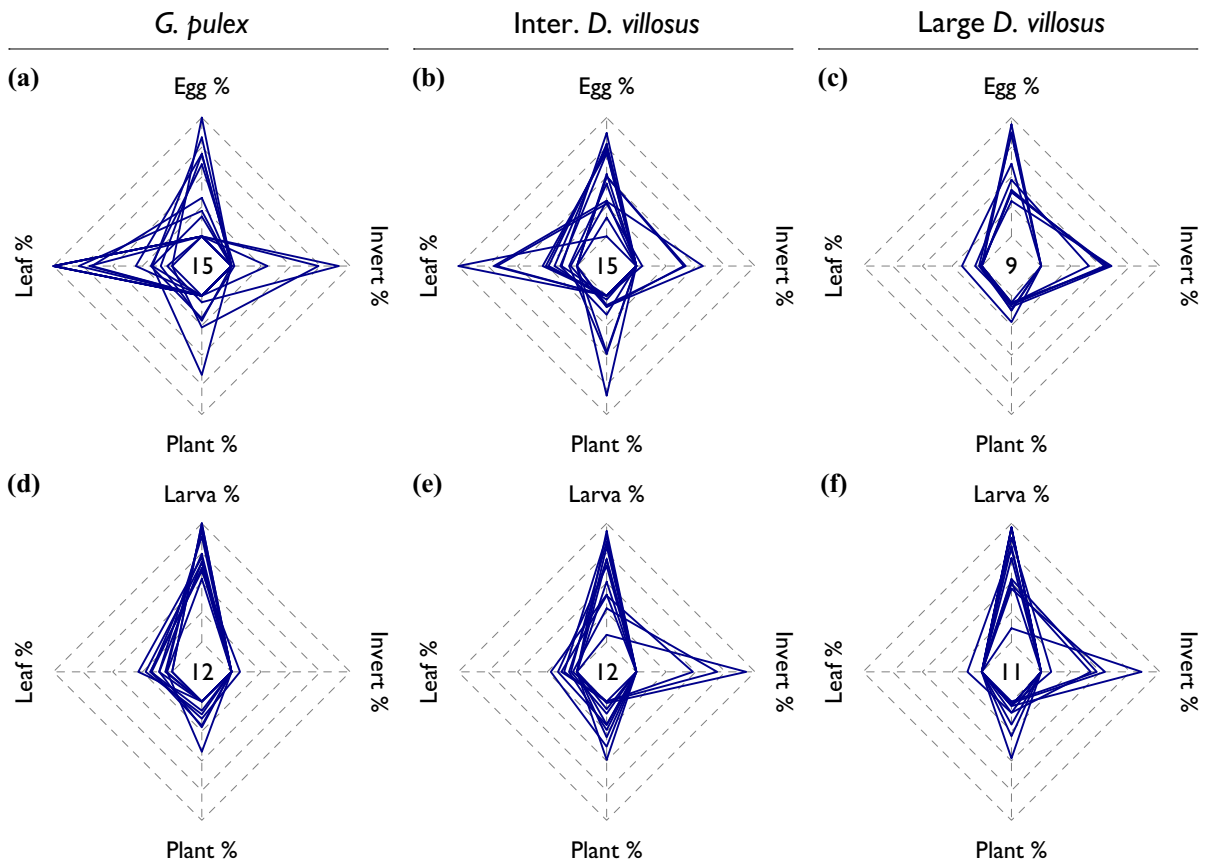 G. pulex
Inter. D. villosus
Large D. villosus
(a)
(b)
(c)
Egg %
Egg %
Egg %
Leaf %
15
Invert %
Leaf %
15
Invert %
Leaf %
9
Invert %
Plant %
Plant %
Plant %
(d)
(e)
(f)
Larva %
Larva %
Larva %
Leaf %
12
Invert %
Leaf %
12
Invert %
Leaf %
11
Invert %
Plant %
Plant %
Plant %